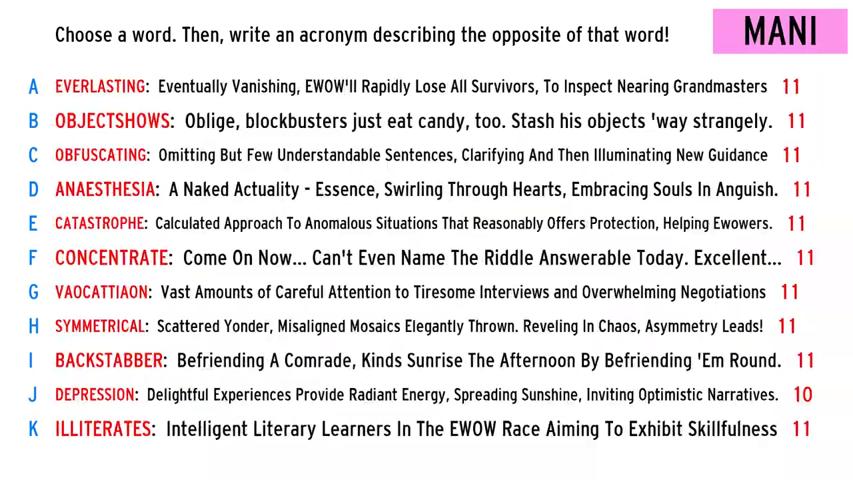 Choose a word. Then, write an acronym describing the opposite of that word!
MANI
A EVERLASTING: Eventually Vanishing, EWOW'll Rapidly Lose All Survivors, To Inspect Nearing Grandmasters 11
B OBJECTSHOWS: Oblige, blockbusters just eat candy, too. Stash his objects 'way strangely. 11
C OBFUSCATING: Omitting But Few Understandable Sentences, Clarifying And Then Illuminating New Guidance 11
D ANAESTHESIA: A Naked Actuality - Essence, Swirling Through Hearts, Embracing Souls In Anguish. 11
E CATASTROPHE: Calculated Approach To Anomalous Situations That Reasonably Offers Protection, Helping Ewowers. 11
F CONCENTRATE: Come On Now... Can't Even Name The Riddle Answerable Today. Excellent... 11
G VAOCATTIAON: Vast Amounts of Careful Attention to Tiresome Interviews and Overwhelming Negotiations 11
H SYMMETRICAL: Scattered Yonder, Misaligned Mosaics Elegantly Thrown. Reveling In Chaos, Asymmetry Leads! 11
I BACKSTABBER: Befriending A Comrade, Kinds Sunrise The Afternoon By Befriending 'Em Round. 11
J DEPRESSION: Delightful Experiences Provide Radiant Energy, Spreading Sunshine, Inviting Optimistic Narratives. 10
K ILLITERATES: Intelligent Literary Learners In The EWOW Race Aiming To Exhibit Skillfulness 11